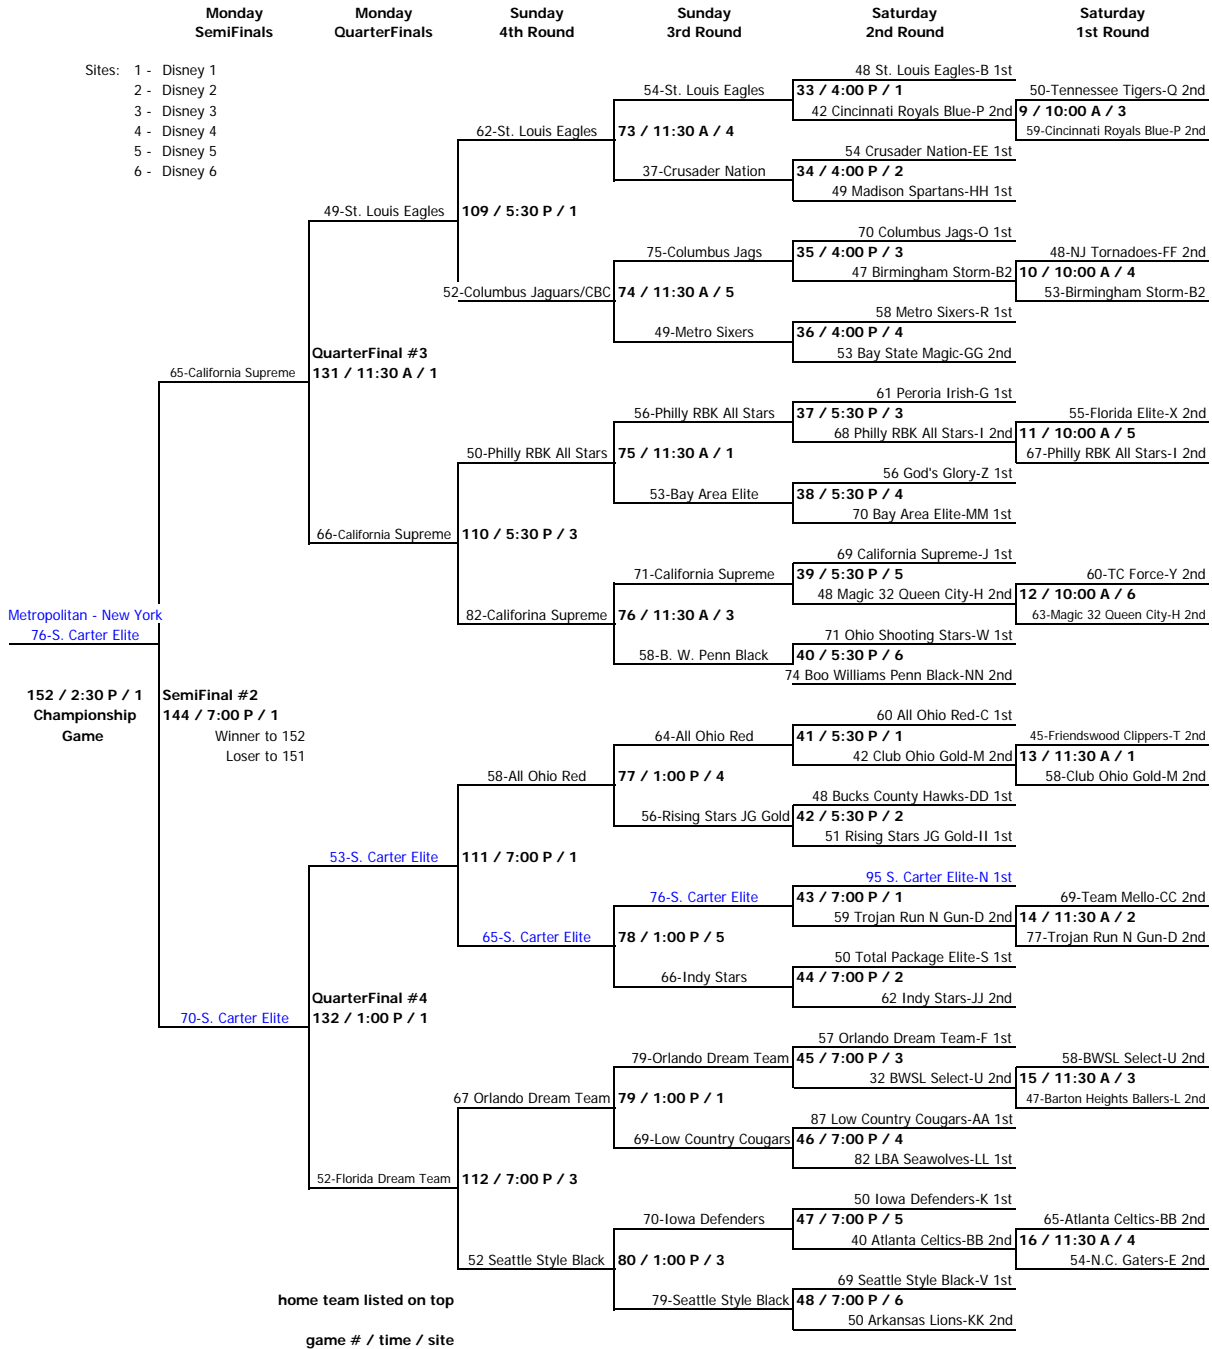 Monday Monday Sunday Sunday Saturday Saturday
SemiFinals QuarterFinals 4th Round 3rd Round 2nd Round 1st Round
Sites: 1 - Disney 1 48 St. Louis Eagles-B 1st
2 - Disney 2 54-St. Louis Eagles 33 / 4:00 P / 1 50-Tennessee Tigers-Q 2nd
3 - Disney 3 42 Cincinnati Royals Blue-P 2nd 9 / 10:00 A / 3
4 - Disney 4 62-St. Louis Eagles 73 / 11:30 A / 4 59-Cincinnati Royals Blue-P 2nd
5 - Disney 5 54 Crusader Nation-EE 1st
6 - Disney 6 37-Crusader Nation 34 / 4:00 P / 2
49 Madison Spartans-HH 1st
49-St. Louis Eagles 109 / 5:30 P / 1
70 Columbus Jags-O 1st
75-Columbus Jags 35 / 4:00 P / 3 48-NJ Tornadoes-FF 2nd
47 Birmingham Storm-B2 10 / 10:00 A / 4
52-Columbus Jaguars/CBC 74 / 11:30 A / 5 53-Birmingham Storm-B2
58 Metro Sixers-R 1st
49-Metro Sixers 36 / 4:00 P / 4
QuarterFinal #3 53 Bay State Magic-GG 2nd
65-California Supreme 131 / 11:30 A / 1
61 Peroria Irish-G 1st
56-Philly RBK All Stars 37 / 5:30 P / 3 55-Florida Elite-X 2nd
68 Philly RBK All Stars-I 2nd 11 / 10:00 A / 5
50-Philly RBK All Stars 75 / 11:30 A / 1 67-Philly RBK All Stars-I 2nd
56 God's Glory-Z 1st
53-Bay Area Elite 38 / 5:30 P / 4
70 Bay Area Elite-MM 1st
66-California Supreme 110 / 5:30 P / 3
69 California Supreme-J 1st
71-California Supreme 39 / 5:30 P / 5 60-TC Force-Y 2nd
48 Magic 32 Queen City-H 2nd 12 / 10:00 A / 6
Metropolitan - New York 82-Califorina Supreme 76 / 11:30 A / 3 63-Magic 32 Queen City-H 2nd
76-S. Carter Elite 71 Ohio Shooting Stars-W 1st
58-B. W. Penn Black 40 / 5:30 P / 6
74 Boo Williams Penn Black-NN 2nd
152 / 2:30 P / 1 SemiFinal #2
Championship 144 / 7:00 P / 1 60 All Ohio Red-C 1st
Game Winner to 152 64-All Ohio Red 41 / 5:30 P / 1 45-Friendswood Clippers-T 2nd
Loser to 151 42 Club Ohio Gold-M 2nd 13 / 11:30 A / 1
58-All Ohio Red 77 / 1:00 P / 4 58-Club Ohio Gold-M 2nd
48 Bucks County Hawks-DD 1st
56-Rising Stars JG Gold 42 / 5:30 P / 2
51 Rising Stars JG Gold-II 1st
53-S. Carter Elite 111 / 7:00 P / 1
95 S. Carter Elite-N 1st
76-S. Carter Elite 43 / 7:00 P / 1 69-Team Mello-CC 2nd
59 Trojan Run N Gun-D 2nd 14 / 11:30 A / 2
65-S. Carter Elite 78 / 1:00 P / 5 77-Trojan Run N Gun-D 2nd
50 Total Package Elite-S 1st
66-Indy Stars 44 / 7:00 P / 2
QuarterFinal #4 62 Indy Stars-JJ 2nd
70-S. Carter Elite 132 / 1:00 P / 1
57 Orlando Dream Team-F 1st
79-Orlando Dream Team 45 / 7:00 P / 3 58-BWSL Select-U 2nd
32 BWSL Select-U 2nd 15 / 11:30 A / 3
67 Orlando Dream Team 79 / 1:00 P / 1 47-Barton Heights Ballers-L 2nd
87 Low Country Cougars-AA 1st
69-Low Country Cougars 46 / 7:00 P / 4
82 LBA Seawolves-LL 1st
52-Florida Dream Team 112 / 7:00 P / 3
50 Iowa Defenders-K 1st
70-Iowa Defenders 47 / 7:00 P / 5 65-Atlanta Celtics-BB 2nd
40 Atlanta Celtics-BB 2nd 16 / 11:30 A / 4
52 Seattle Style Black 80 / 1:00 P / 3 54-N.C. Gaters-E 2nd
69 Seattle Style Black-V 1st
home team listed on top 79-Seattle Style Black 48 / 7:00 P / 6
50 Arkansas Lions-KK 2nd
game # / time / site